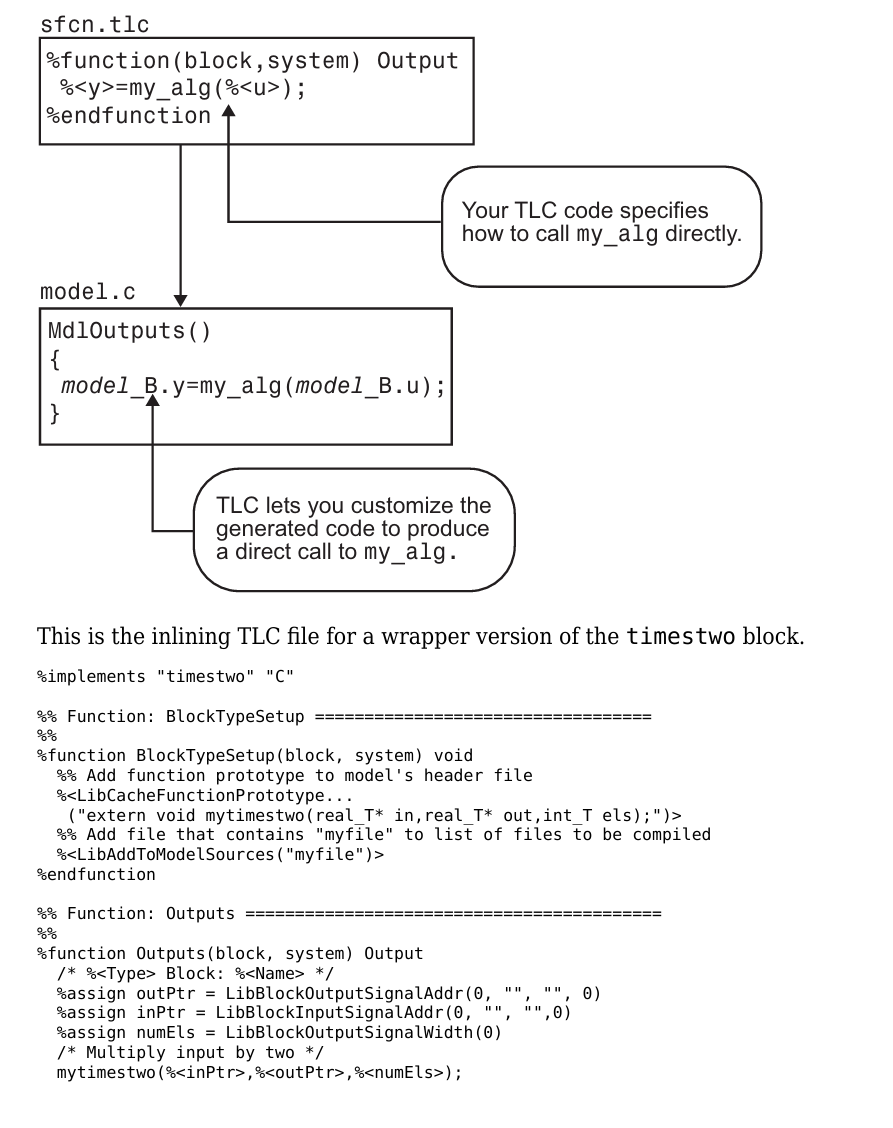 sfcn.tlc
%function(block,system) Output
%<y>=my_alg(%<u>);
%endfunction
Your TLC code specifies
how to call my_alg directly.
model.c
MdlOutputs()
{
model_B.y=my_alg(model_B.u);
}
TLC lets you customize the
generated code to produce
a direct call to my_alg.
This is the inlining TLC file for a wrapper version of the timestwo block.
%implements "timestwo" "C"
%% Function: BlockTypeSetup ==================================
%%
%function BlockTypeSetup(block, system) void
%% Add function prototype to model's header file
%<LibCacheFunctionPrototype...
("extern void mytimestwo(real_T* in,real_T* out,int_T els);")>
%% Add file that contains "myfile" to list of files to be compiled
%<LibAddToModelSources("myfile")>
%endfunction
%% Function: Outputs ==========================================
%%
%function Outputs(block, system) Output
/* %<Type> Block: %<Name> */
%assign outPtr = LibBlockOutputSignalAddr(0, "", "", 0)
%assign inPtr = LibBlockInputSignalAddr(0, "", "",0)
%assign numEls = LibBlockOutputSignalWidth(0)
/* Multiply input by two */
mytimestwo(%<inPtr>,%<outPtr>,%<numEls>);